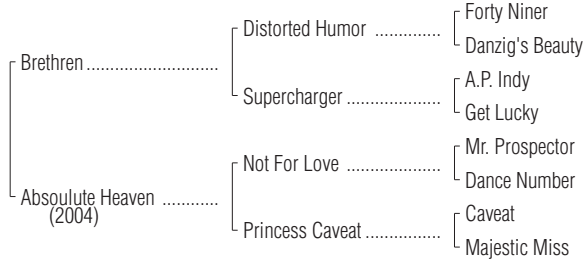 Forty Niner
Distorted Humor ..............
Danzig's Beauty
Brethren ............................
A.P. Indy
Supercharger ....................
Get Lucky
Mr. Prospector
Not For Love ....................
Dance Number
Absoulute Heaven ............
(2004)
Caveat
Princess Caveat ................
Majestic Miss